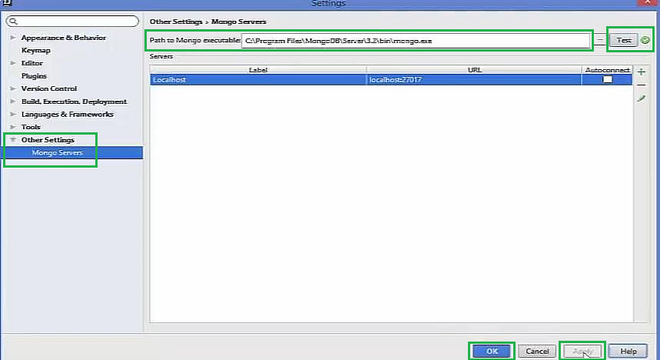 Settings
Other Settings › Mongo Servers
Appearance & Behavior
Keymap
Editor
Plugins
Version Control
Build, Execution, Deployment
Languages & Frameworks
Tools
Other Settings
Mongo Servers
Path to Mongo executable: C:\Program Files\MongoDB\Server\3.2\bin\mongo.exe Test
Servers
Label URL Autoconnect
Localhost localhost:27017
OK Cancel Apply Help